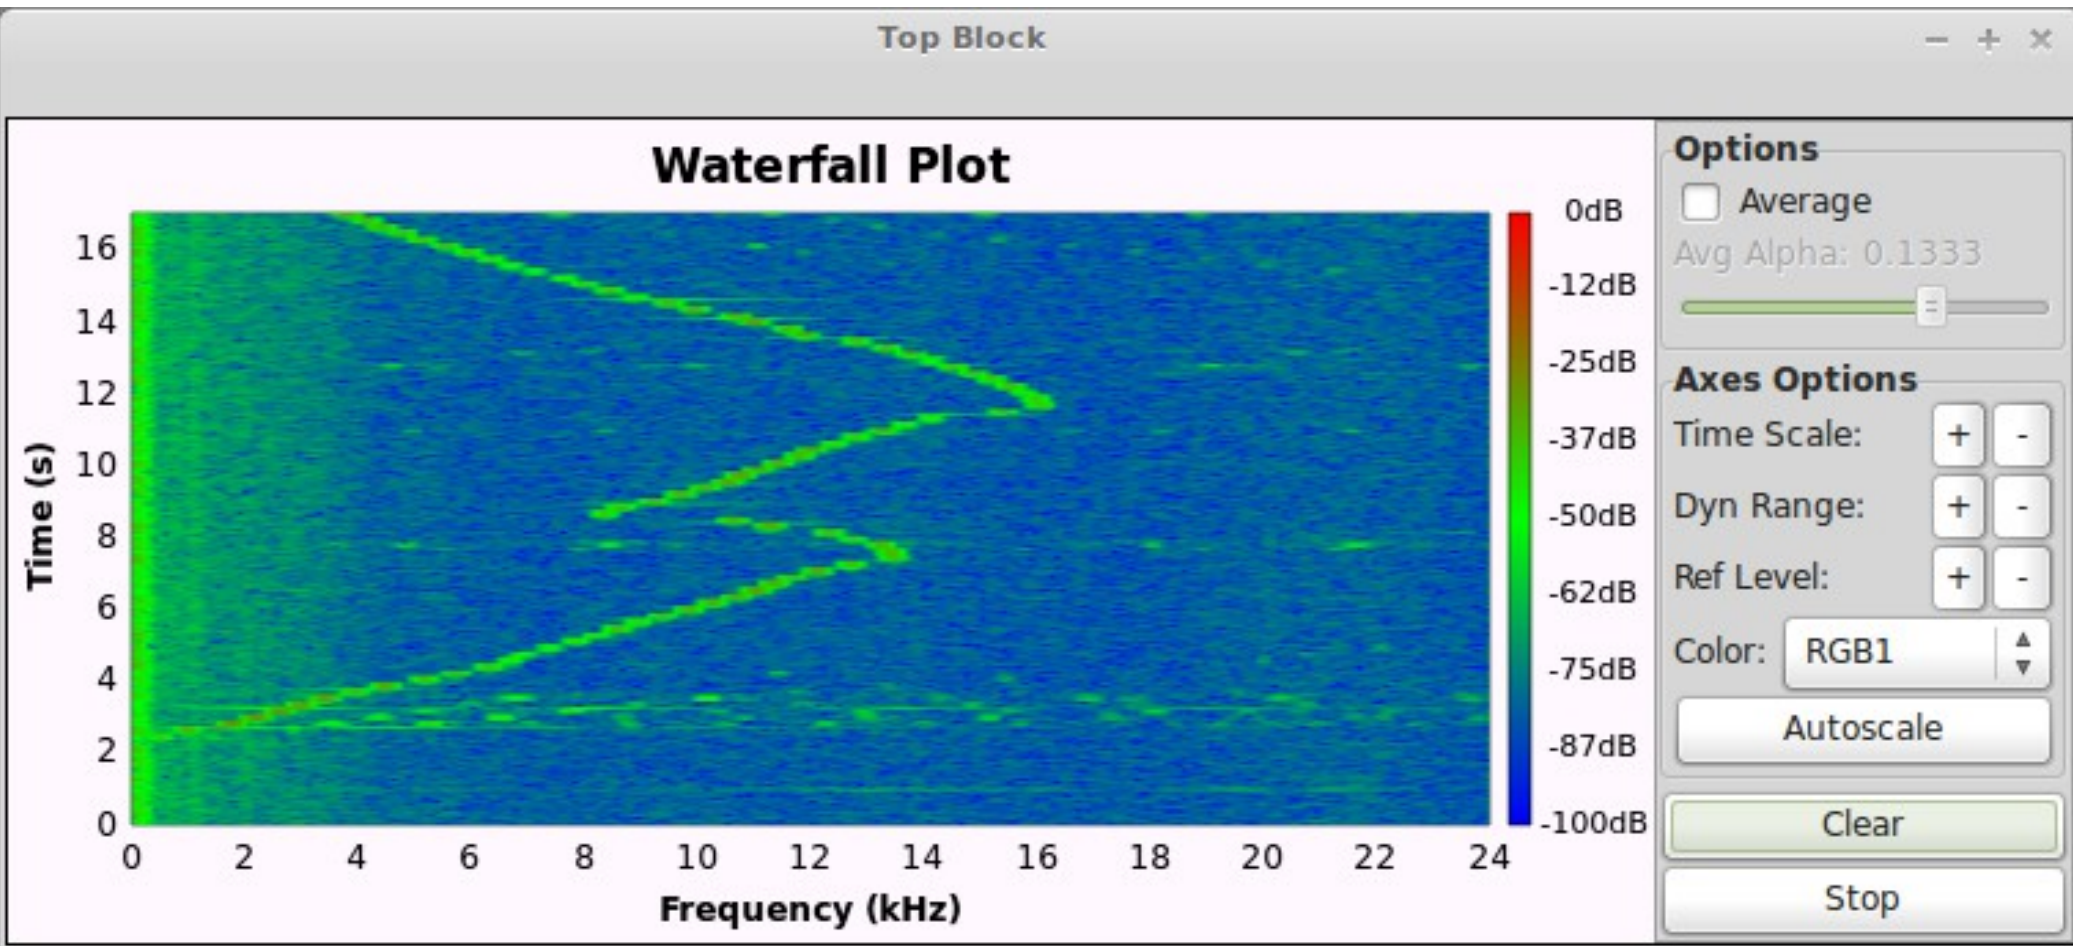 Top Block
Waterfall Plot
16
14
12
10
8
6
4
2
0
Time (s)
0 2 4 6 8 10 12 14 16 18 20 22 24
Frequency (kHz)
0dB
-12dB
-25dB
-37dB
-50dB
-62dB
-75dB
-87dB
-100dB
Options
Average
Avg Alpha: 0.1333
Axes Options
Time Scale: + -
Dyn Range: + -
Ref Level: + -
Color: RGB1
Autoscale
Clear
Stop